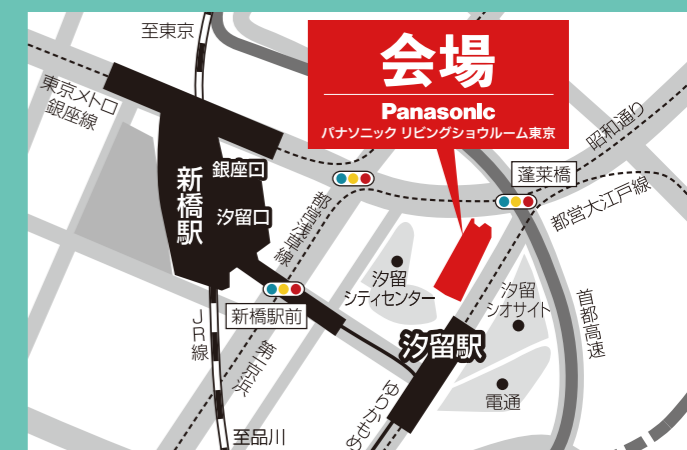 至東京
会場
Panasonic
パナソニック リビングショウルーム東京
東京メトロ
銀座線
昭和通り
新橋駅
銀座口
汐留口
都営浅草線
蓬莱橋
都営大江戸線
汐留
シティセンター
汐留
シオサイト
首都高速
新橋駅前
JR線
第一京浜
汐留駅
電通
ゆりかもめ
至品川